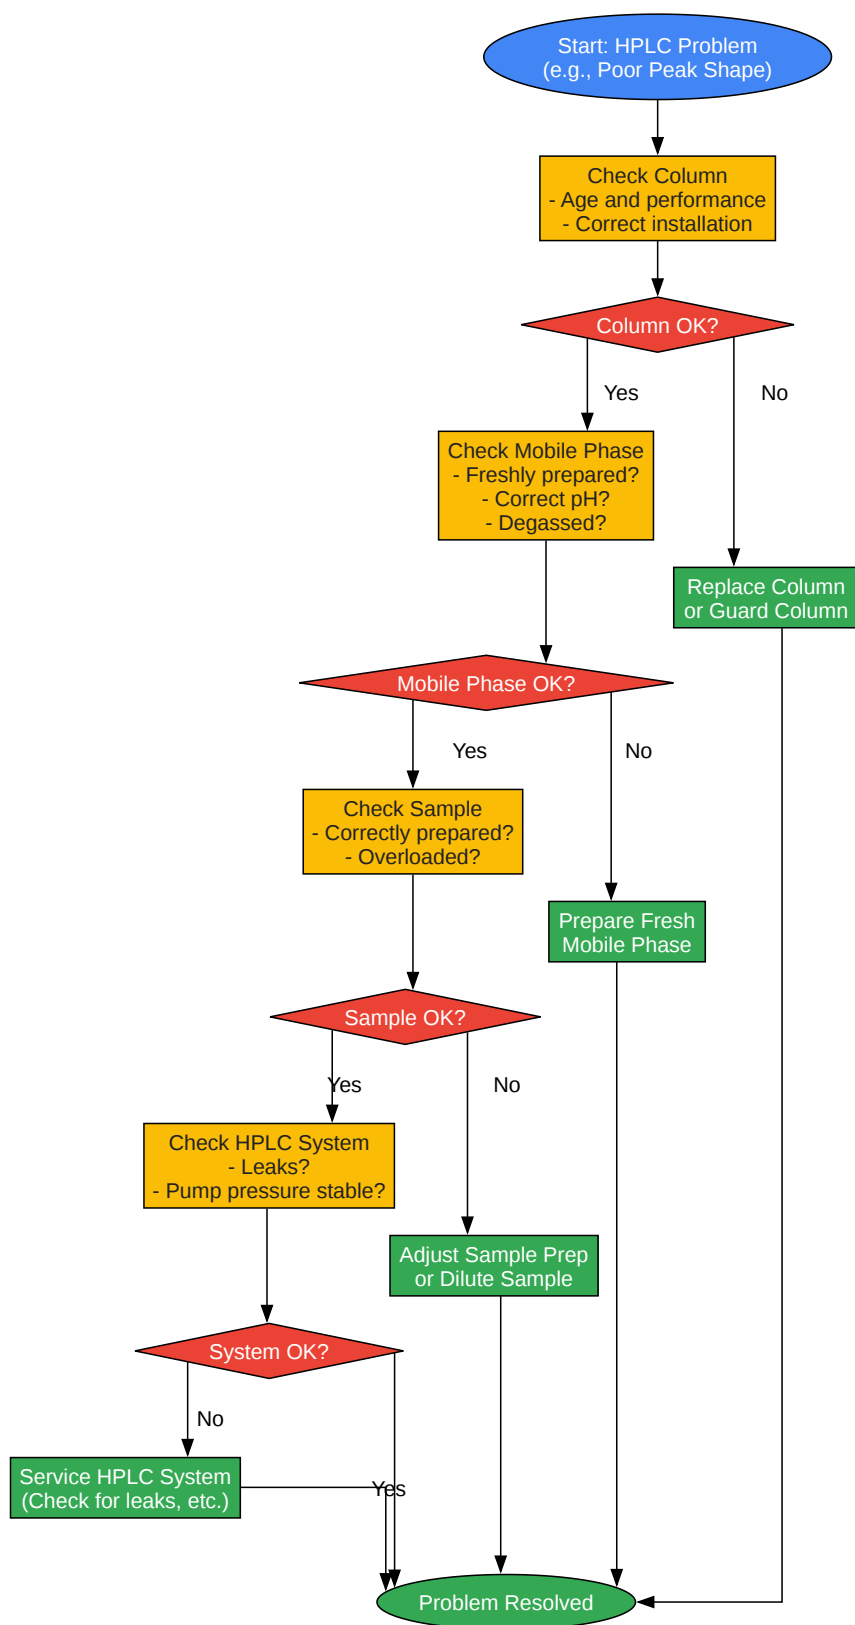 Start: HPLC Problem
(e.g., Poor Peak Shape)
Check Column
- Age and performance
- Correct installation
Column OK?
Yes
No
Check Mobile Phase
- Freshly prepared?
- Correct pH?
- Degassed?
Replace Column
or Guard Column
Mobile Phase OK?
Yes
No
Check Sample
- Correctly prepared?
- Overloaded?
Prepare Fresh
Mobile Phase
Sample OK?
Yes
No
Check HPLC System
- Leaks?
- Pump pressure stable?
Adjust Sample Prep
or Dilute Sample
System OK?
No
Yes
Service HPLC System
(Check for leaks, etc.)
Problem Resolved